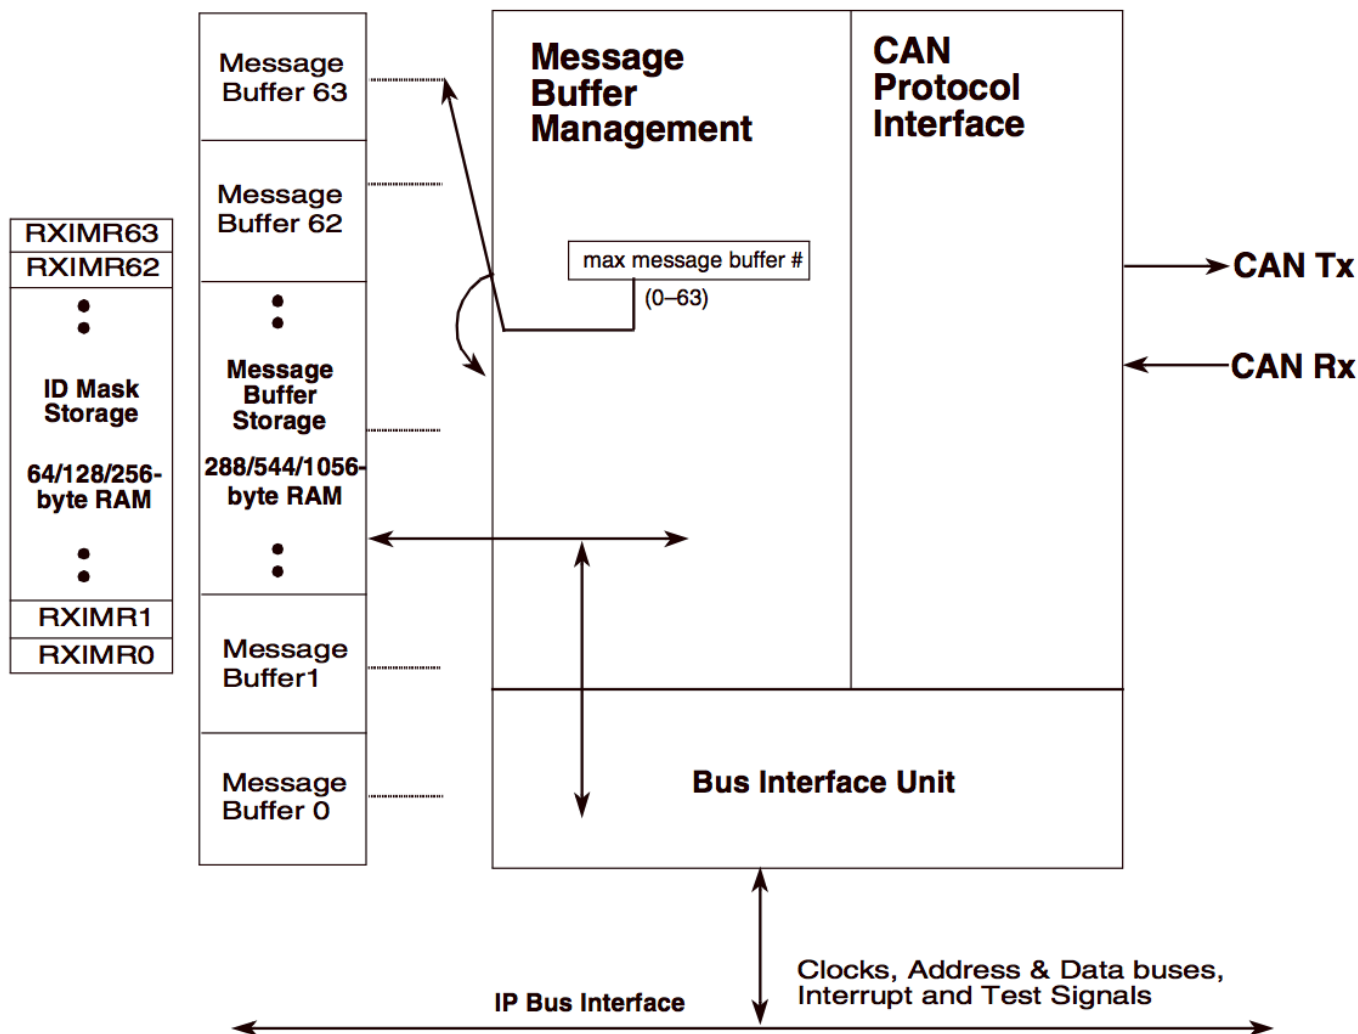 Message
Buffer 63
Message
Buffer 62
RXIMR63
RXIMR62
ID Mask
Storage
64/128/256-
byte RAM
RXIMR1
RXIMR0
Message
Buffer
Storage
288/544/1056-
byte RAM
Message
Buffer1
Message
Buffer 0
Message
Buffer
Management
max message buffer #
(0–63)
CAN
Protocol
Interface
CAN Tx
CAN Rx
Bus Interface Unit
Clocks, Address & Data buses,
Interrupt and Test Signals
IP Bus Interface